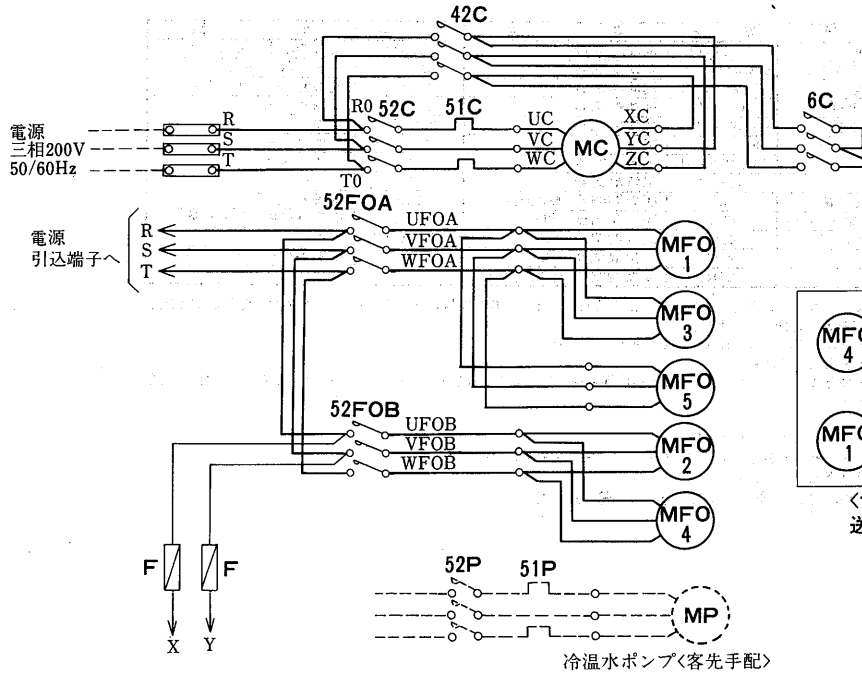 42C
6C
R0 52C 51C UC XC
R
S
T
VC MC YC
WC ZC
T0
電源
三相200V
50/60Hz
52FOA
UFOA
VFOA
WFOA
電源
引込端子へ
R
S
T
MFO
1
MFO
3
MFO
5
52FOB
UFOB
VFOB
WFOB
MFO
2
MFO
4
MFO
4
MFO
1
F F
X Y
52P 51P
MP
冷温水ポンプ<客先手配>
送